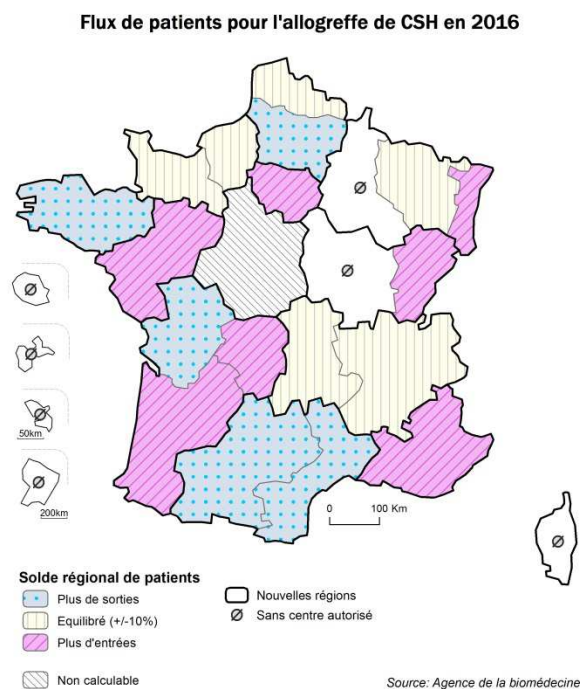 Flux de patients pour l'allogreffe de CSH en 2016
50km
200km
0 100 Km
Solde régional de patients
Plus de sorties
Equilibré (+/-10%)
Plus d'entrées
Non calculable
Nouvelles régions
Sans centre autorisé
Source: Agence de la biomédecine